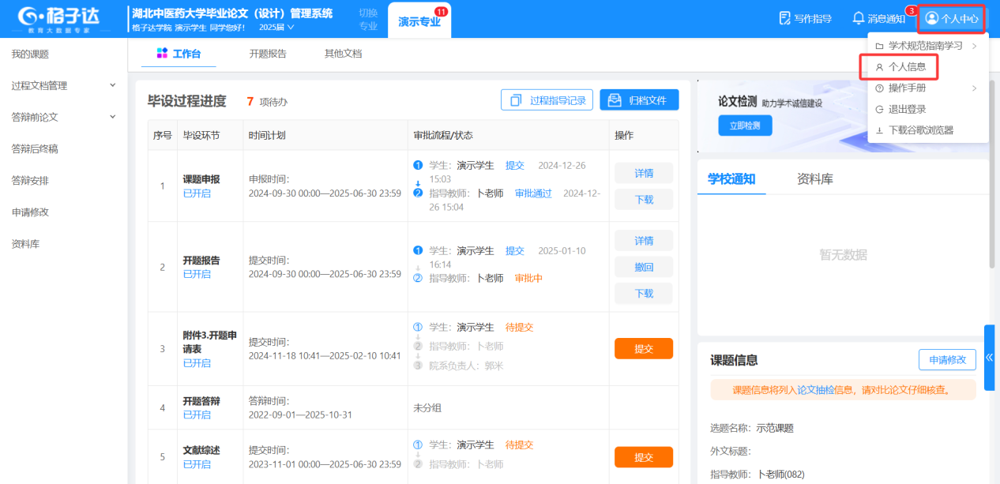 格子达
教育大数据专家
湖北中医药大学毕业论文（设计）管理系统
格子达学院 演示学生 同学您好！ 2025届
切换专业
演示专业
11
写作指导
消息通知
3
个人中心
学术规范指南学习
个人信息
操作手册
退出登录
下载谷歌浏览器
我的课题
过程文档管理
答辩前论文
答辩后终稿
答辩安排
申请修改
资料库
工作台 开题报告 其他文档
毕设过程进度 7 项待办
过程指导记录
归档文件
序号 毕设环节 时间计划 审批流程/状态 操作
1
课题申报
已开启
申报时间：
2024-09-30 00:00—2025-06-30 23:59
1 学生： 演示学生 提交 2024-12-26
15:03
2 指导教师： 卜老师 审批通过 2024-12-
26 15:04
详情
下载
2
开题报告
已开启
提交时间：
2024-09-30 00:00—2025-06-30 23:59
1 学生： 演示学生 提交 2025-01-10
16:14
2 指导教师： 卜老师 审批中
详情
撤回
下载
3
附件3.开题申
请表
已开启
提交时间：
2024-11-18 10:41—2025-02-10 10:41
1 学生： 演示学生 待提交
2 指导教师： 卜老师
3 院系负责人： 郭米
提交
4
开题答辩
已开启
答辩时间：
2022-09-01—2025-10-31
未分组
5
文献综述
已开启
提交时间：
2023-11-01 00:00—2025-06-30 23:59
1 学生： 演示学生 待提交
2 指导教师： 卜老师
提交
论文检测 助力学术诚信建设
立即检测
学校通知 资料库
暂无数据
课题信息
申请修改
课题信息将列入论文抽检信息，请对比论文仔细核查。
选题名称： 示范课题
外文标题：
指导教师： 卜老师(082)